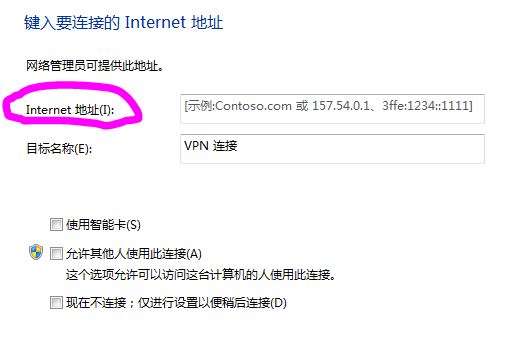 键入要连接的 Internet 地址
网络管理员可提供此地址。
Internet 地址(I):
[示例:Contoso.com 或 157.54.0.1、3ffe:1234::1111]
目标名称(E):
VPN 连接
使用智能卡(S)
允许其他人使用此连接(A)
这个选项允许可以访问这台计算机的人使用此连接。
现在不连接；仅进行设置以便稍后连接(D)